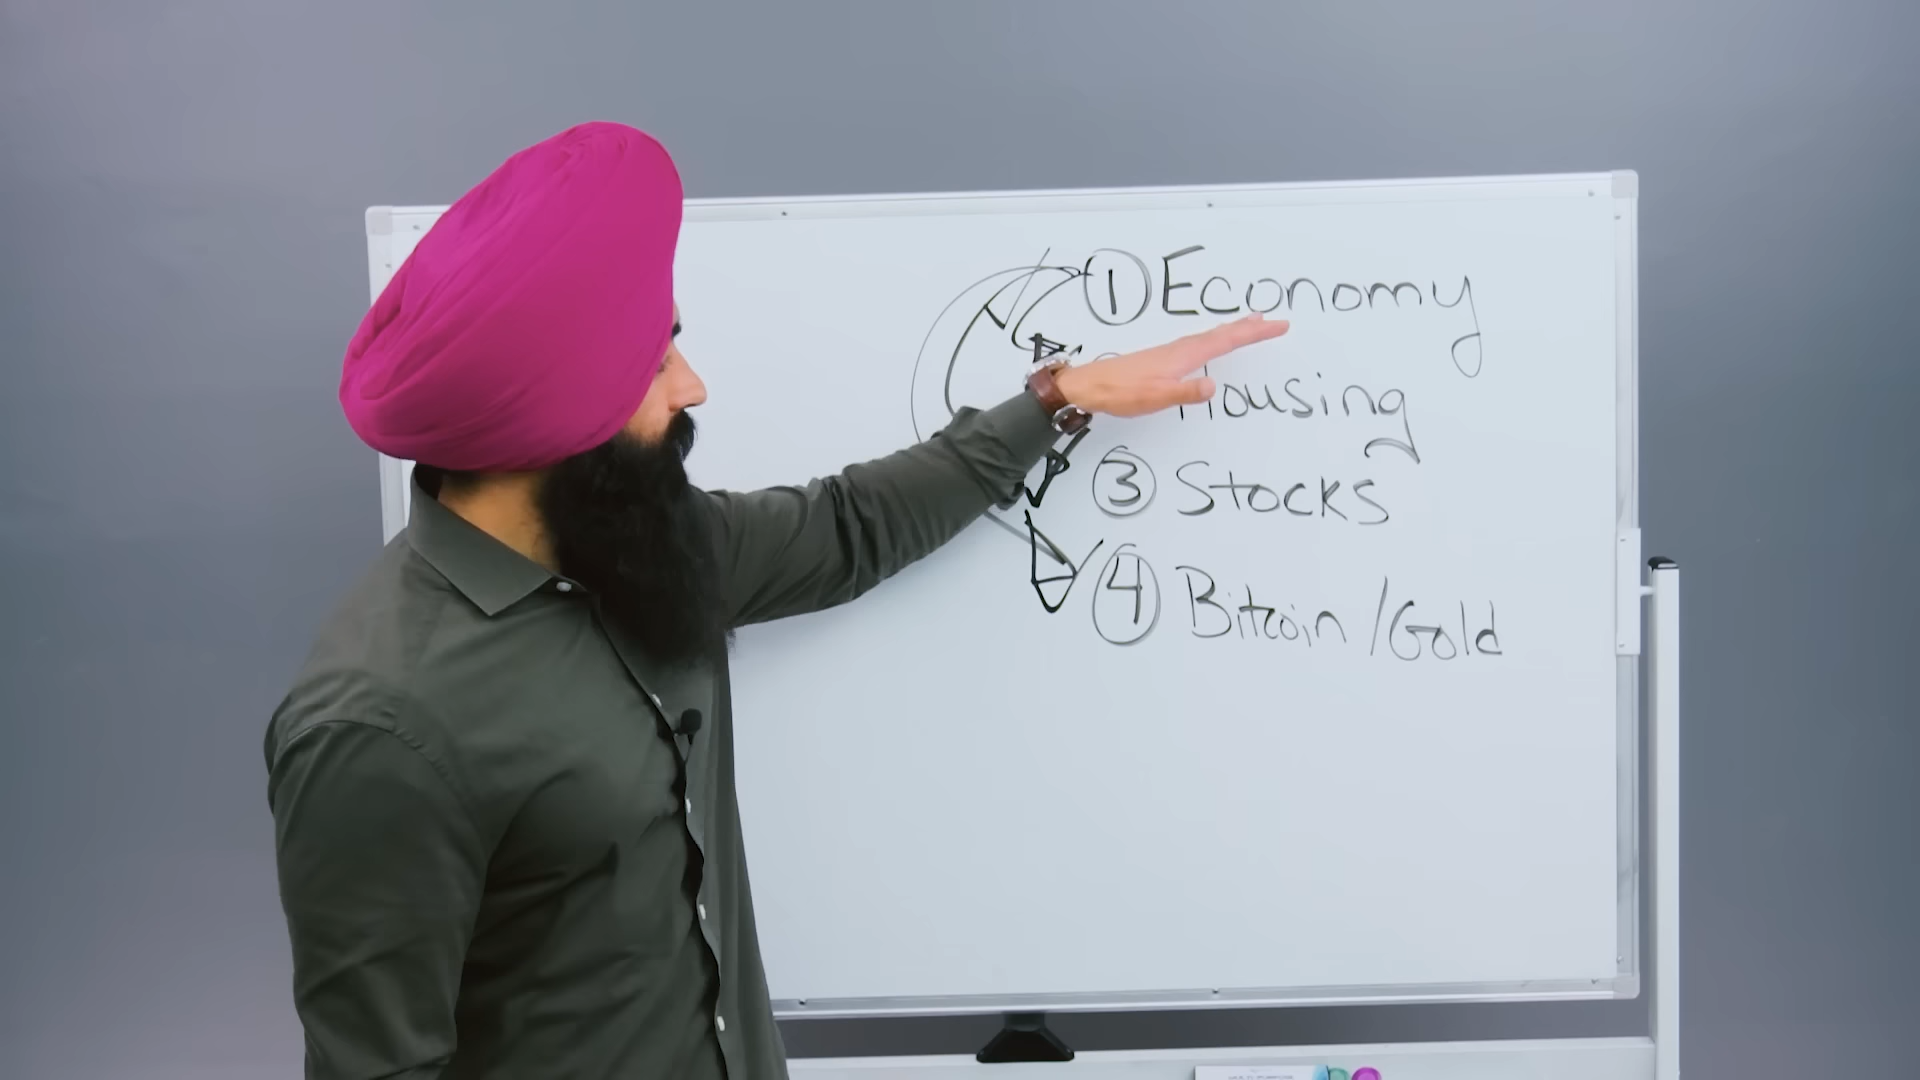 ① Economy
Housing
③ Stocks
④ Bitcoin/Gold